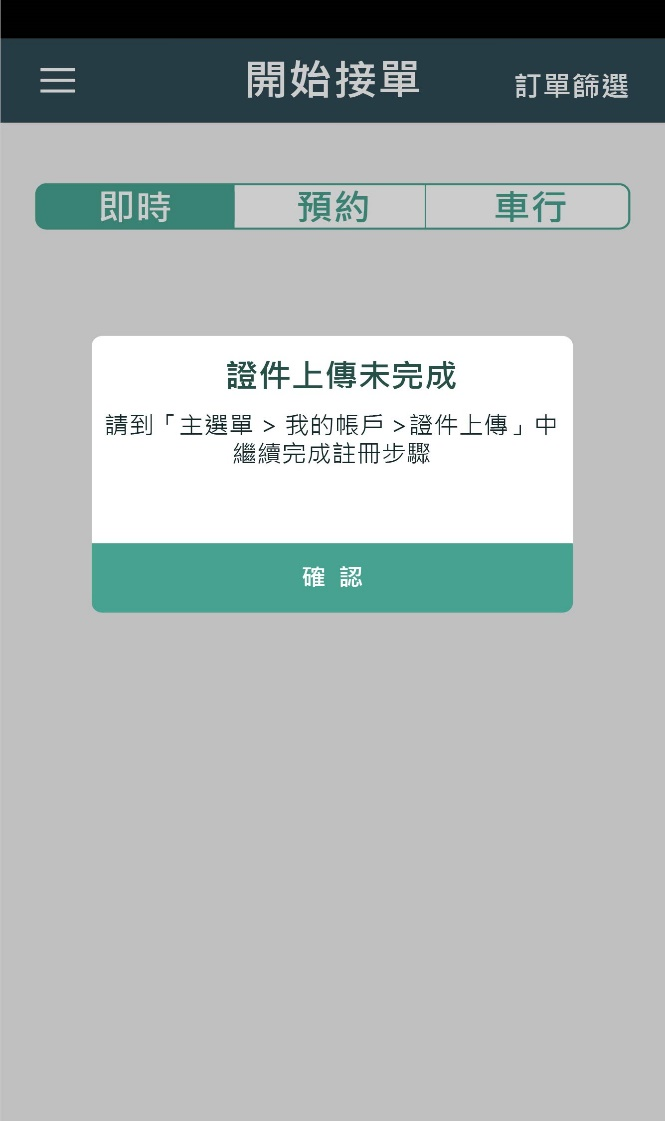 開始接單
訂單篩選
即時
預約
車行
證件上傳未完成
請到「主選單 > 我的帳戶 >證件上傳」中
繼續完成註冊步驟
確 認